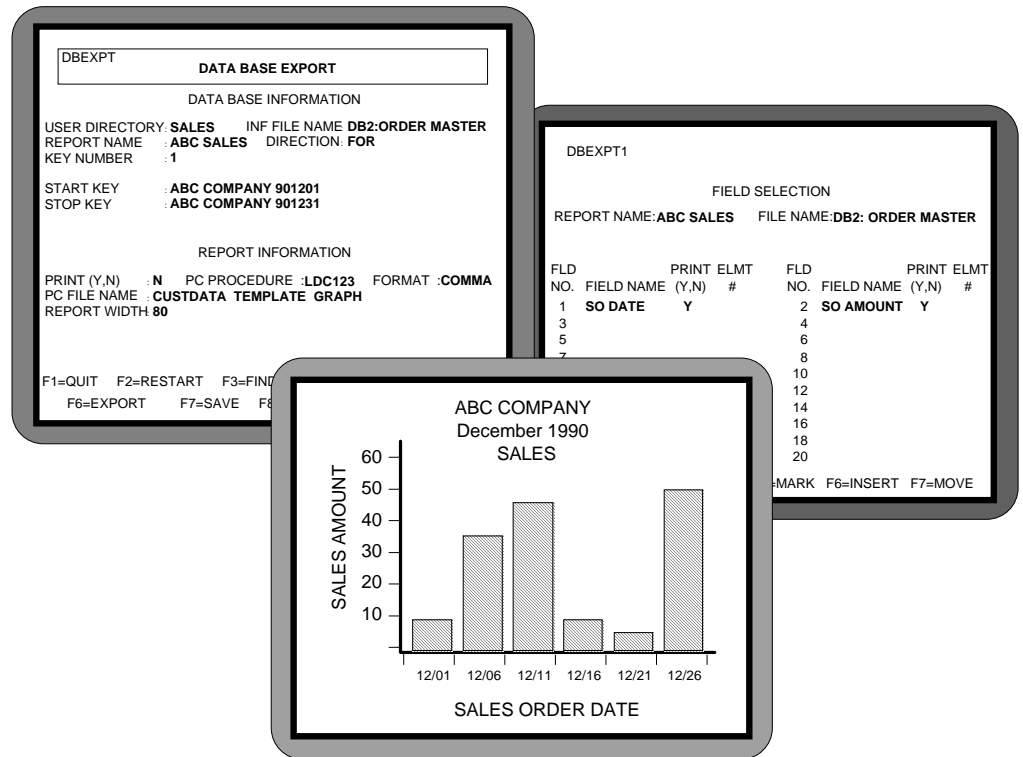 DBEXPT
DATA BASE EXPORT
DATA BASE INFORMATION
USER DIRECTORY: SALES INF FILE NAME DB2:ORDER MASTER
REPORT NAME : ABC SALES DIRECTION: FOR
KEY NUMBER : 1
START KEY : ABC COMPANY 901201
STOP KEY : ABC COMPANY 901231
REPORT INFORMATION
PRINT (Y,N) : N PC PROCEDURE :LDC123 FORMAT :COMMA
PC FILE NAME : CUSTDATA TEMPLATE GRAPH
REPORT WIDTH: 80
F1=QUIT F2=RESTART F3=FIND
F6=EXPORT F7=SAVE
DBEXPT1
FIELD SELECTION
REPORT NAME:ABC SALES FILE NAME:DB2: ORDER MASTER
FLD PRINT ELMT FLD PRINT ELMT
NO. FIELD NAME (Y,N) # NO. FIELD NAME (Y,N) #
1 SO DATE Y 2 SO AMOUNT Y
3 4
5 6
7 8
10
12
14
16
18
20
=MARK F6=INSERT F7=MOVE
ABC COMPANY
December 1990
SALES
SALES AMOUNT
60
50
40
30
20
10
12/01 12/06 12/11 12/16 12/21 12/26
SALES ORDER DATE